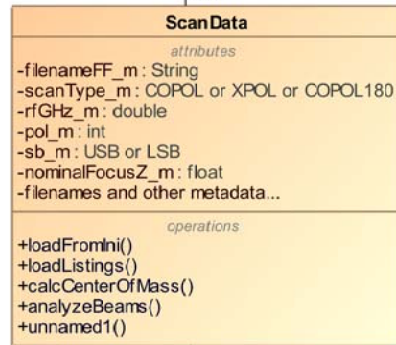 ScanData
attributes
-filenameFF_m : String
-scanType_m : COPOL or XPOL or COPOL180
-rfGHz_m : double
-pol_m : int
-sb_m : USB or LSB
-nominalFocusZ_m : float
-filenames and other metadata...
operations
+loadFromIni()
+loadListings()
+calcCenterOfMass()
+analyzeBeams()
+unnamed1()